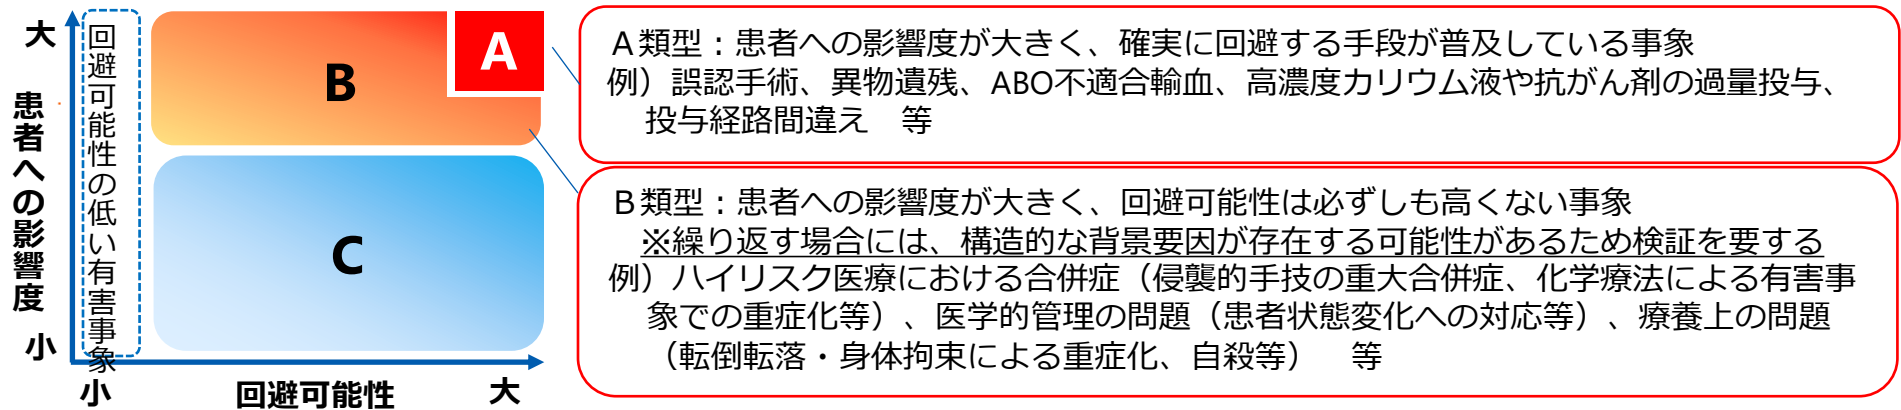 大
患者への影響度
小
回避可能性の低い有害事象
A
B
C
小
回避可能性
大
Ａ類型：患者への影響度が大きく、確実に回避する手段が普及している事象
例）誤認手術、異物遺残、ABO不適合輸血、高濃度カリウム液や抗がん剤の過量投与、
投与経路間違え　等
Ｂ類型：患者への影響度が大きく、回避可能性は必ずしも高くない事象
※繰り返す場合には、構造的な背景要因が存在する可能性があるため検証を要する
例）ハイリスク医療における合併症（侵襲的手技の重大合併症、化学療法による有害事
象での重症化等）、医学的管理の問題（患者状態変化への対応等）、療養上の問題
（転倒転落・身体拘束による重症化、自殺等）　等